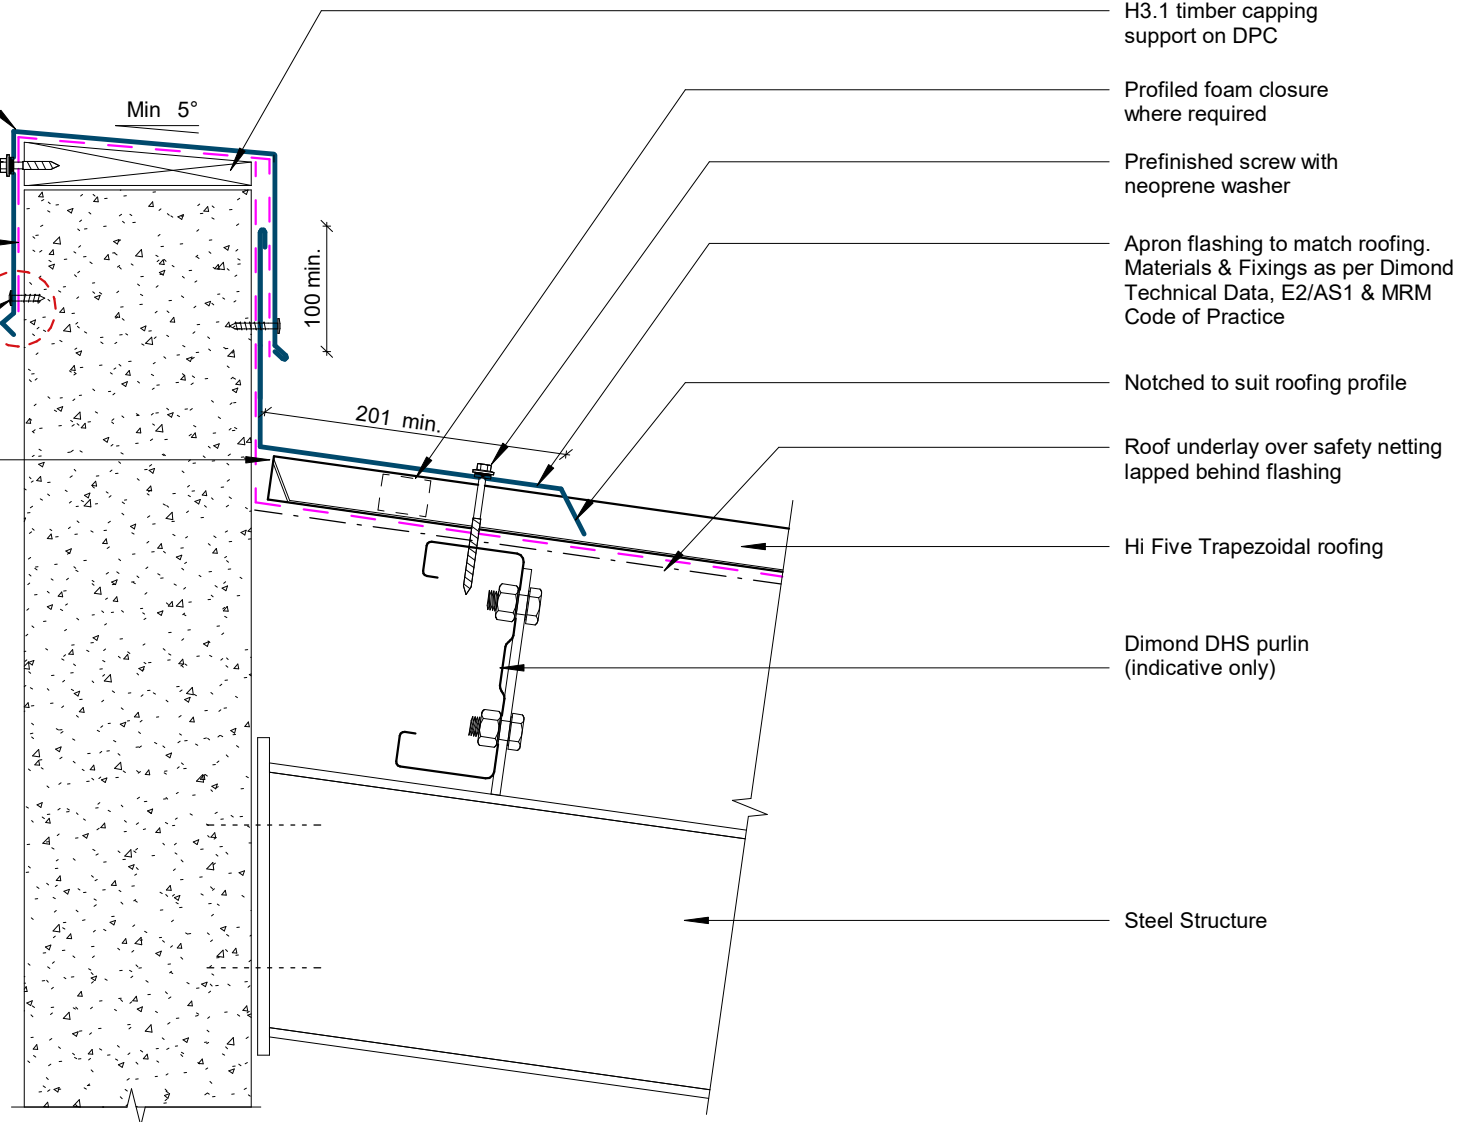 H3.1 timber capping
support on DPC
Min 5°
Profiled foam closure
where required
Prefinished screw with
neoprene washer
Apron flashing to match roofing.
Materials & Fixings as per Dimond
Technical Data, E2/AS1 & MRM
Code of Practice
100 min.
Notched to suit roofing profile
201 min.
Roof underlay over safety netting
lapped behind flashing
Hi Five Trapezoidal roofing
Dimond DHS purlin
(indicative only)
Steel Structure